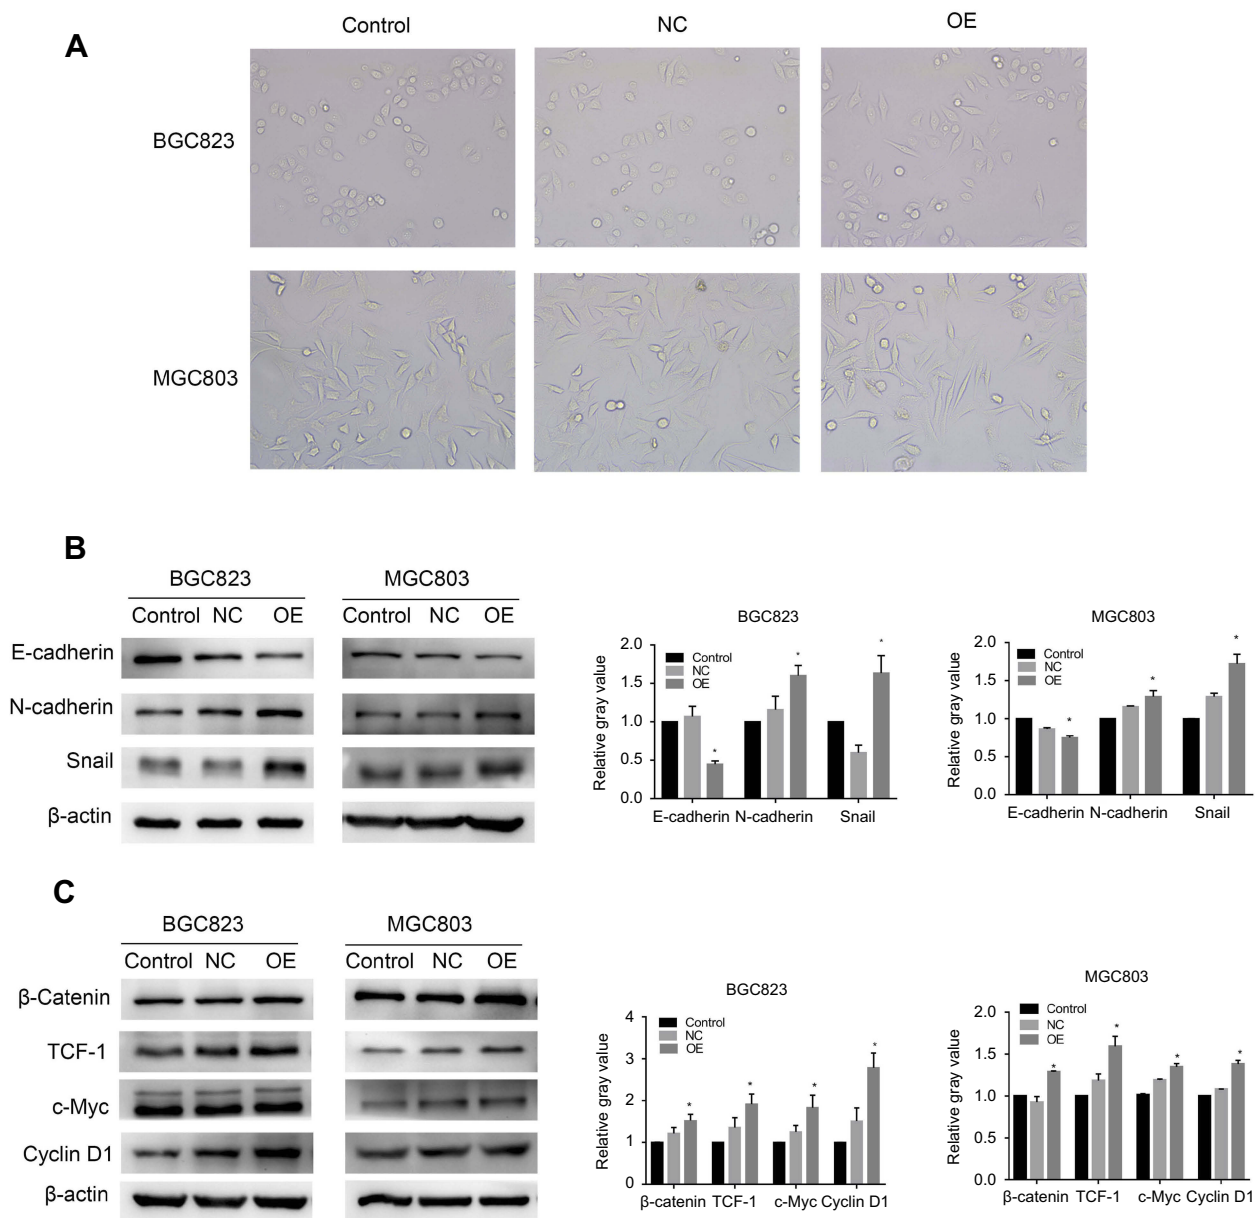 Control NC OE
A
BGC823
MGC803
B
BGC823 MGC803
Control NC OE Control NC OE
E-cadherin
N-cadherin
Snail
β-actin
BGC823
Relative gray value
2.0
1.5
1.0
0.5
0.0
Control
NC
OE
* * *
E-cadherin N-cadherin Snail
MGC803
Relative gray value
2.0
1.5
1.0
0.5
0.0
Control
NC
OE
* * *
E-cadherin N-cadherin Snail
C
BGC823 MGC803
Control NC OE Control NC OE
β-Catenin
TCF-1
c-Myc
Cyclin D1
β-actin
BGC823
Relative gray value
4
3
2
1
0
Control
NC
OE
* * * *
β-catenin TCF-1 c-Myc Cyclin D1
MGC803
Relative gray value
2.0
1.5
1.0
0.5
0.0
Control
NC
OE
* * * *
β-catenin TCF-1 c-Myc Cyclin D1